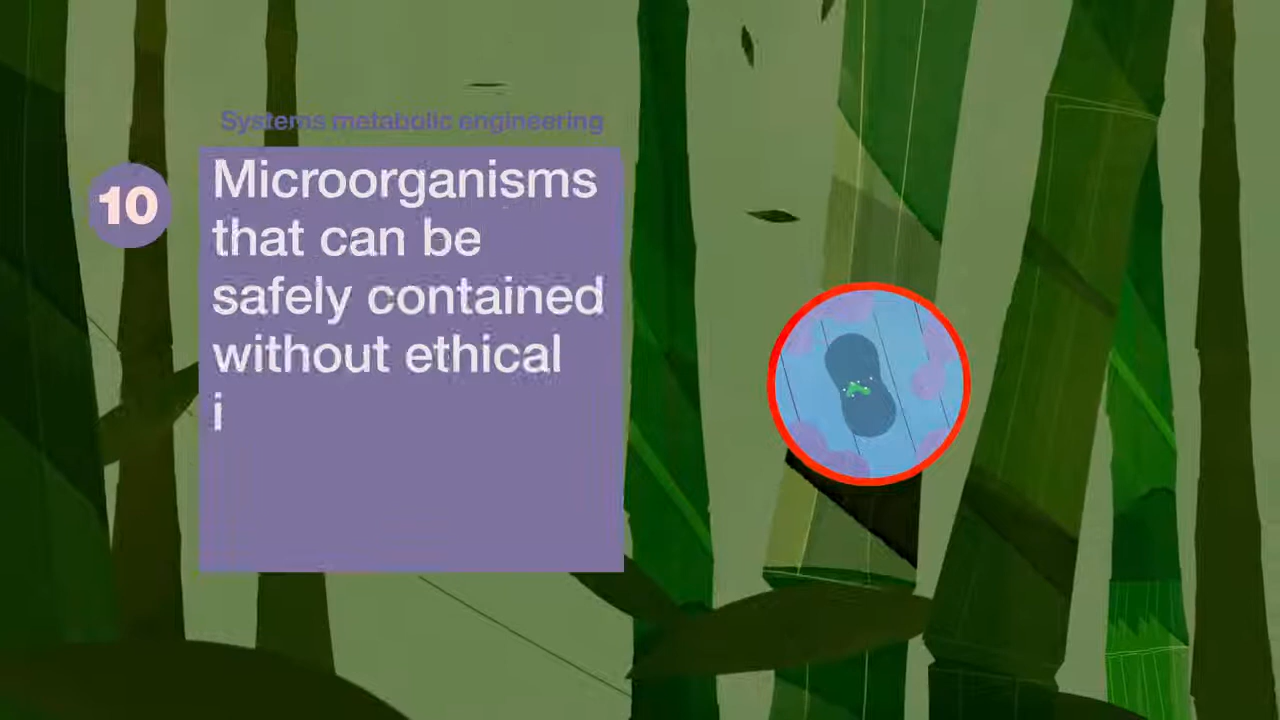 Systems metabolic engineering
10
Microorganisms
that can be
safely contained
without ethical
i